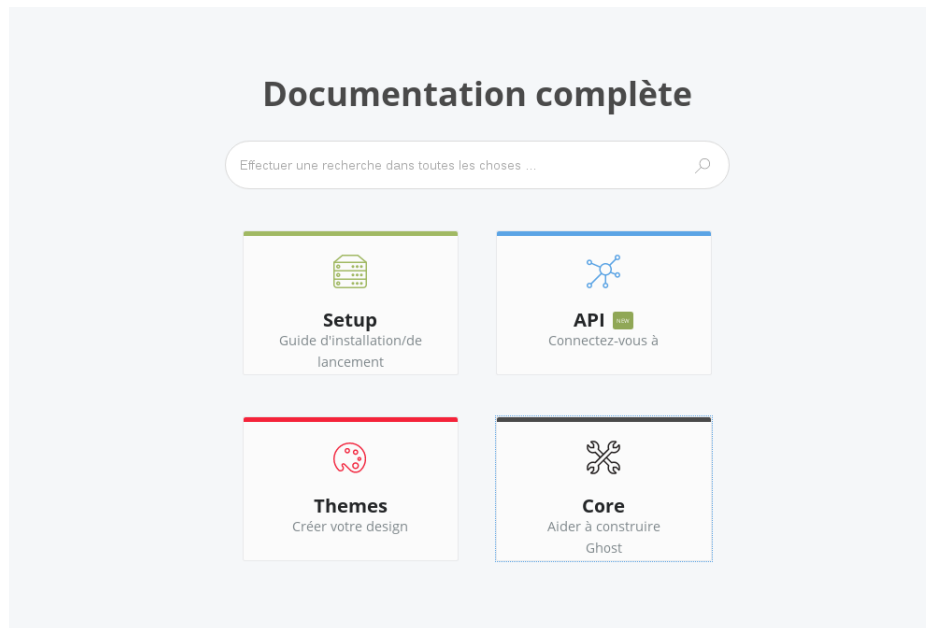 Documentation complète
Effectuer une recherche dans toutes les choses ...
Setup
Guide d'installation/de
lancement
API NEW
Connectez-vous à
Themes
Créer votre design
Core
Aider à construire
Ghost